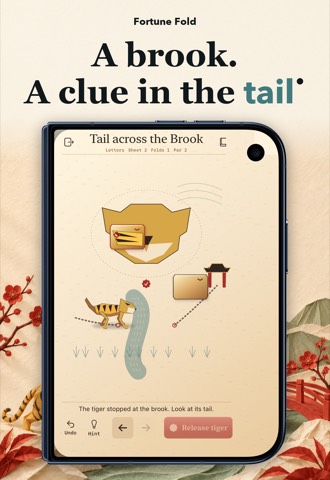 Fortune Fold
A brook.
A clue in the tail
Tail across the Brook
Letters Sheet 2 Folds 1 Par 2
The tiger stopped at the brook. Look at its tail.
Undo
Hint
Release tiger